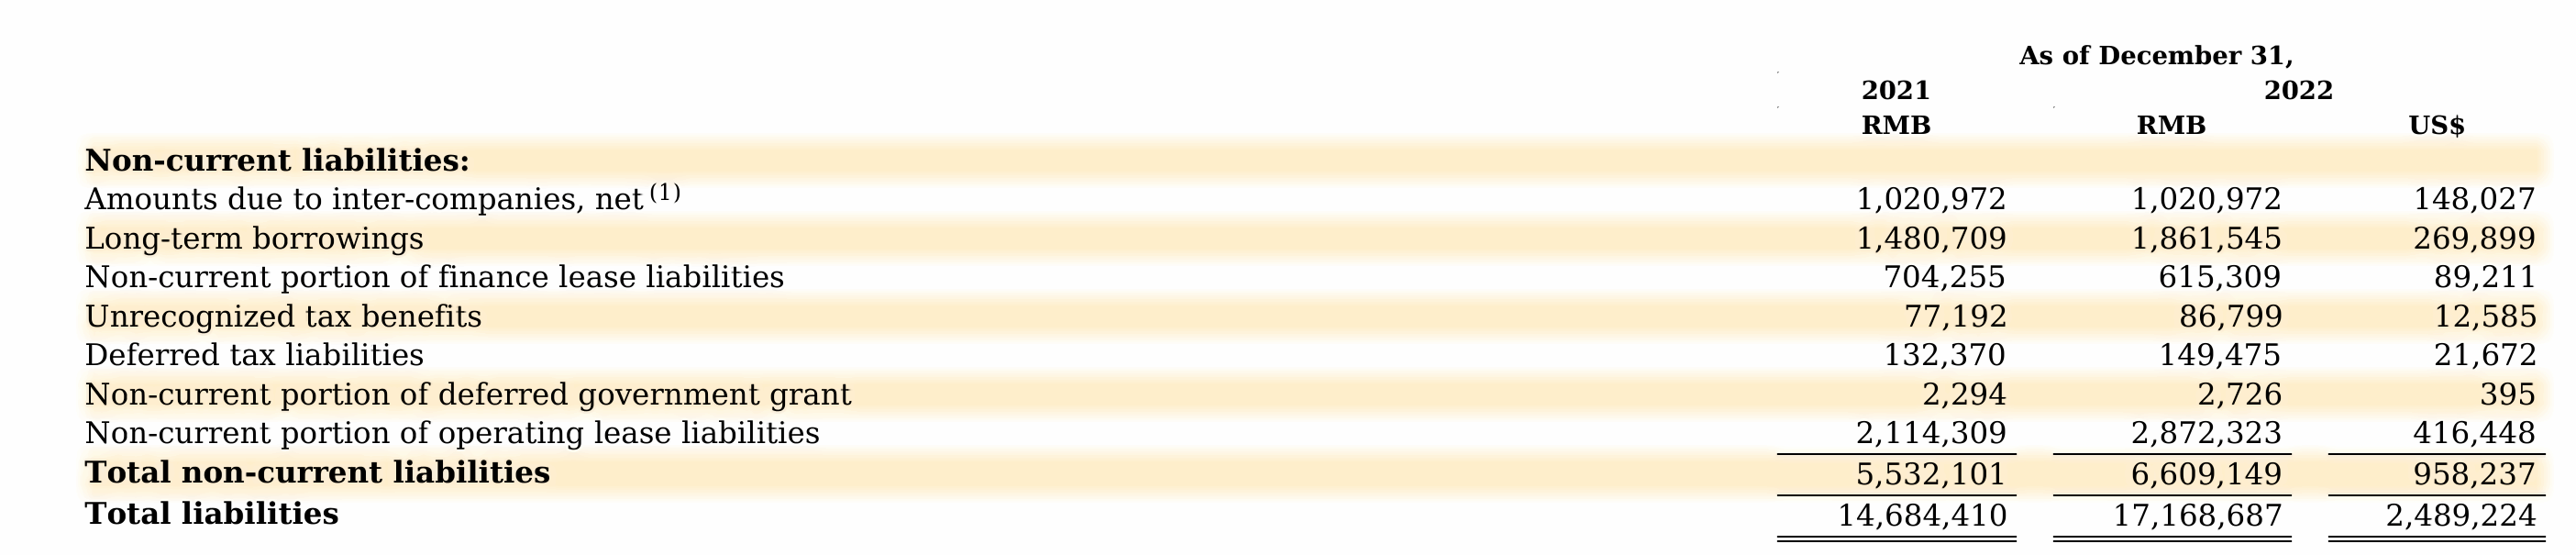 As of December 31,
2021 2022
RMB RMB US$
Non-current liabilities:
Amounts due to inter-companies, net (1) 1,020,972 1,020,972 148,027
Long-term borrowings 1,480,709 1,861,545 269,899
Non-current portion of finance lease liabilities 704,255 615,309 89,211
Unrecognized tax benefits 77,192 86,799 12,585
Deferred tax liabilities 132,370 149,475 21,672
Non-current portion of deferred government grant 2,294 2,726 395
Non-current portion of operating lease liabilities 2,114,309 2,872,323 416,448
Total non-current liabilities 5,532,101 6,609,149 958,237
Total liabilities 14,684,410 17,168,687 2,489,224